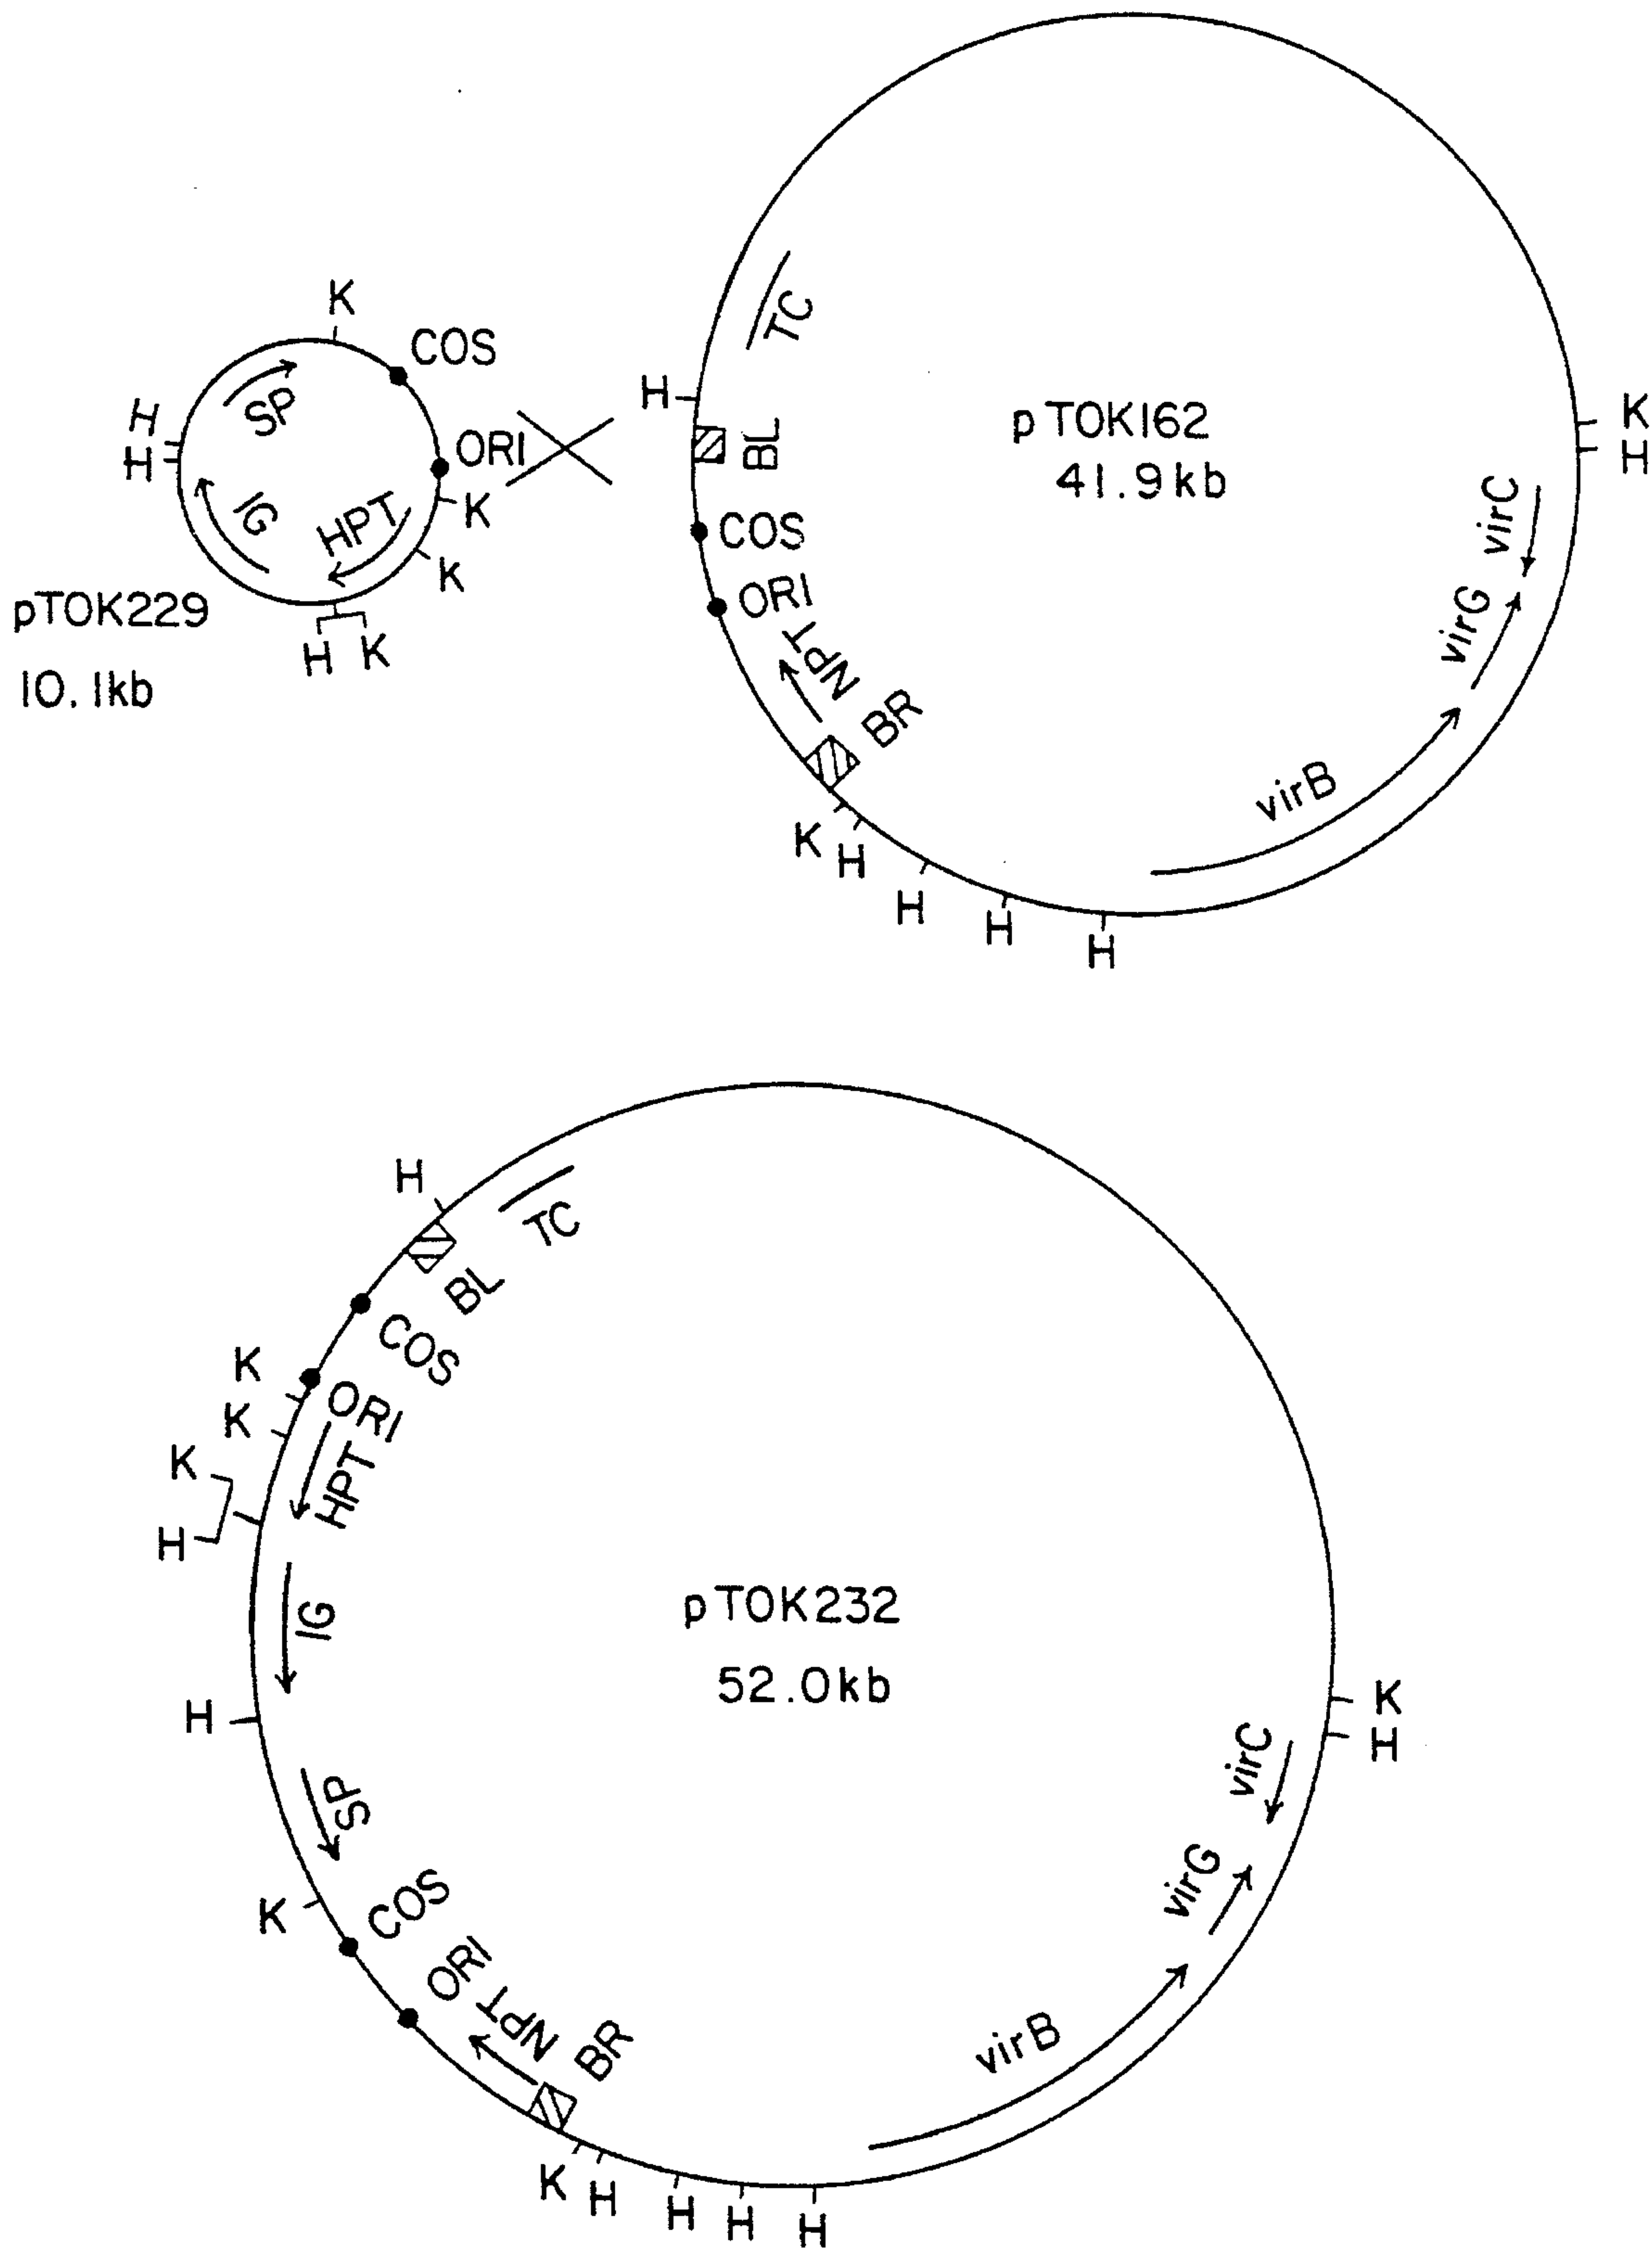 K
COS
SP
H
H
ORI
K
IG
HPT
K
pTOK229
H K
10.1kb
TC
H
BL
pTOK162
41.9kb
K
H
COS
virC
ORI
NPT
virG
BR
virB
K
H
H
H
H
H
TC
BL
COS
K
ORI
K
K
HPT
H
IG
pTOK232
52.0kb
H
K
H
virC
SP
virG
K
COS
ORI
NPT
BR
virB
K
H
H
H
H